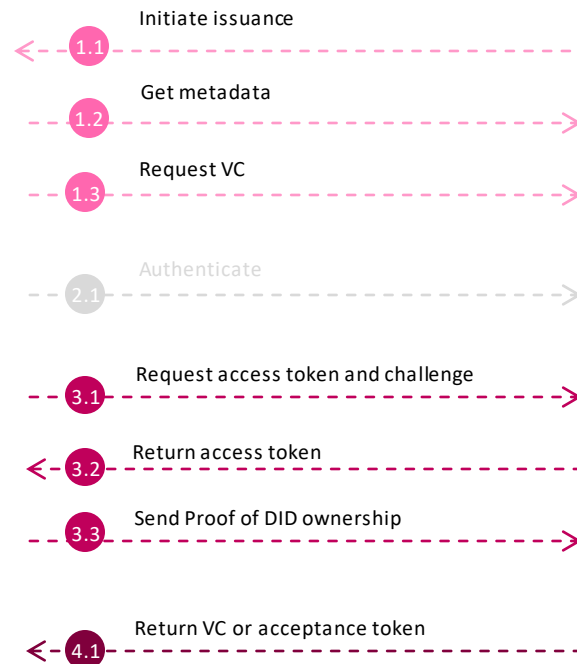 Initiate issuance
1.1
Get metadata
1.2
Request VC
1.3
Authenticate
2.1
Request access token and challenge
3.1
Return access token
3.2
Send Proof of DID ownership
3.3
Return VC or acceptance token
4.1